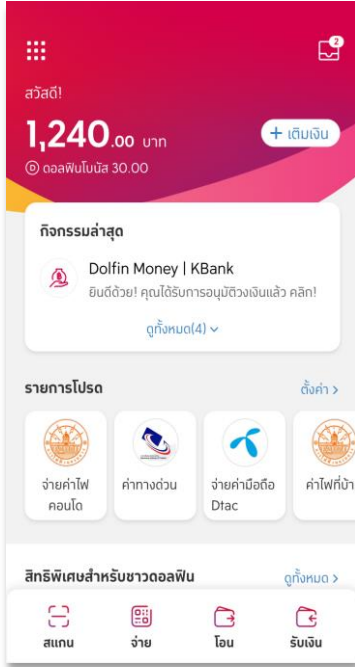 2
สวัสดี!
1,240.00 บาท
+ เติมเงิน
ดอลฟินโบนัส 30.00
กิจกรรมล่าสุด
Dolfin Money | KBank
ยินดีด้วย! คุณได้รับการอนุมัติวงเงินแล้ว คลิก!
ดูทั้งหมด(4)
รายการโปรด
ตั้งค่า >
จ่ายค่าไฟ
คอนโด
ค่าทางด่วน
จ่ายค่ามือถือ
Dtac
ค่าไฟที่บ้า
สิทธิพิเศษสำหรับชาวดอลฟิน
ดูทั้งหมด >
สแกน
จ่าย
โอน
รับเงิน